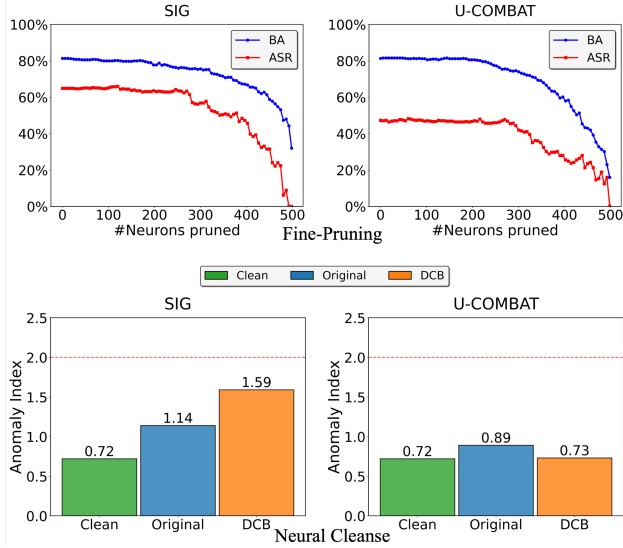 SIG
U-COMBAT
100%
80%
60%
40%
20%
0%
BA
ASR
0
100
200
300
400
500
#Neurons pruned
100%
80%
60%
40%
20%
0%
BA
ASR
0
100
200
300
400
500
#Neurons pruned
Fine-Pruning
Clean
Original
DCB
SIG
U-COMBAT
Anomaly Index
2.5
2.0
1.5
1.0
0.5
0.0
0.72
1.14
1.59
Clean
Original
DCB
Anomaly Index
2.5
2.0
1.5
1.0
0.5
0.0
0.72
0.89
0.73
Clean
Original
DCB
Neural Cleanse